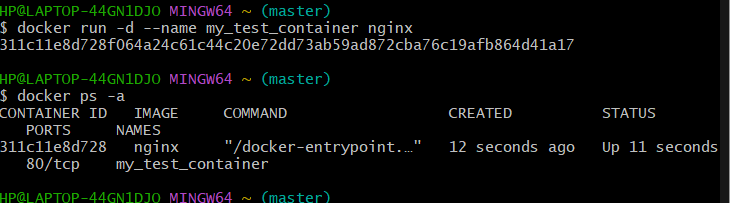 HP@LAPTOP-44GN1DJO MINGW64 ~ (master)
$ docker run -d --name my_test_container nginx
311c11e8d728f064a24c61c44c20e72dd73ab59ad872cba76c19afb864d41a17
HP@LAPTOP-44GN1DJO MINGW64 ~ (master)
$ docker ps -a
CONTAINER ID   IMAGE     COMMAND                  CREATED          STATUS
   PORTS     NAMES
311c11e8d728   nginx     "/docker-entrypoint.…"   12 seconds ago   Up 11 seconds
   80/tcp    my_test_container
HP@LAPTOP-44GN1DJO MINGW64 ~ (master)